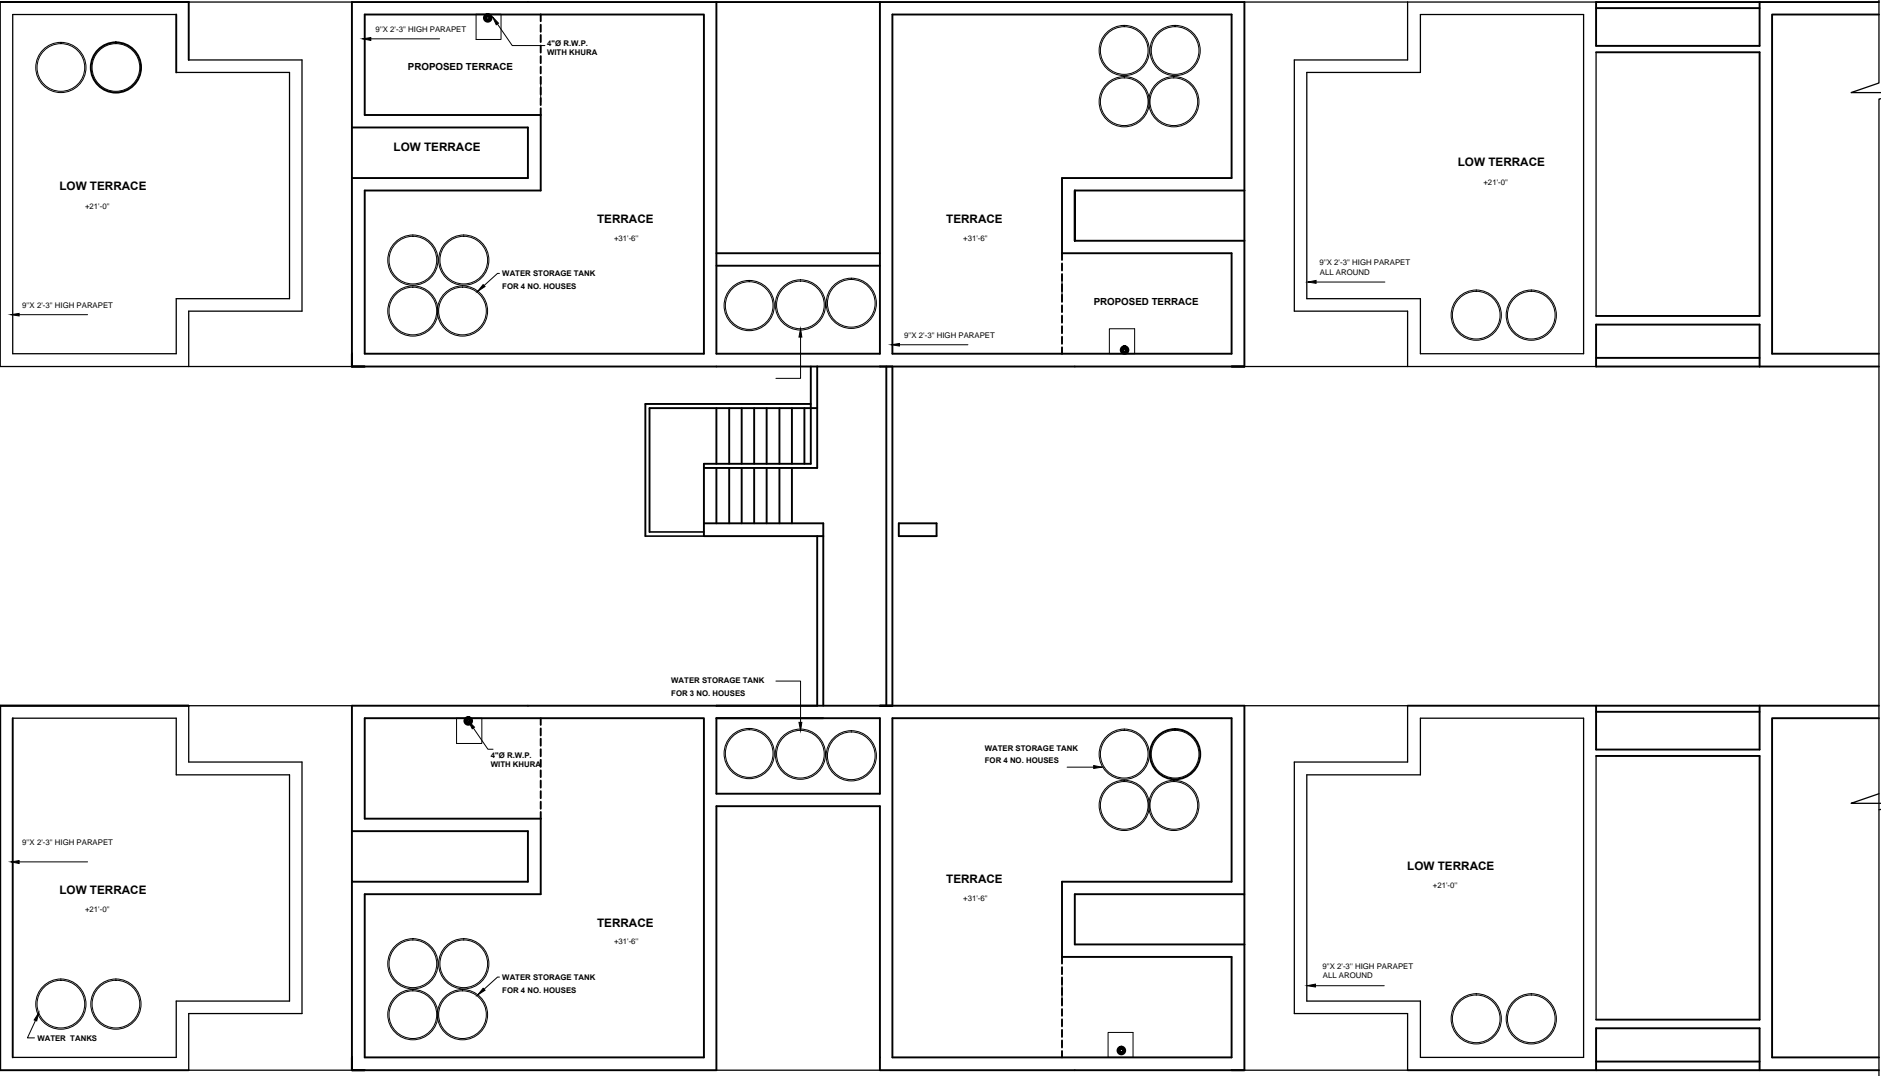 9"X 2'-3" HIGH PARAPET
4"Ø R.W.P.
WITH KHURA
PROPOSED TERRACE
LOW TERRACE
LOW TERRACE
+21'-0"
TERRACE
+31'-6"
WATER STORAGE TANK
FOR 4 NO. HOUSES
9"X 2'-3" HIGH PARAPET
TERRACE
+31'-6"
PROPOSED TERRACE
9"X 2'-3" HIGH PARAPET
LOW TERRACE
+21'-0"
9"X 2'-3" HIGH PARAPET
ALL AROUND
WATER STORAGE TANK
FOR 3 NO. HOUSES
4"Ø R.W.P.
WITH KHURA
9"X 2'-3" HIGH PARAPET
LOW TERRACE
+21'-0"
WATER TANKS
TERRACE
+31'-6"
WATER STORAGE TANK
FOR 4 NO. HOUSES
WATER STORAGE TANK
FOR 4 NO. HOUSES
TERRACE
+31'-6"
LOW TERRACE
+21'-0"
9"X 2'-3" HIGH PARAPET
ALL AROUND